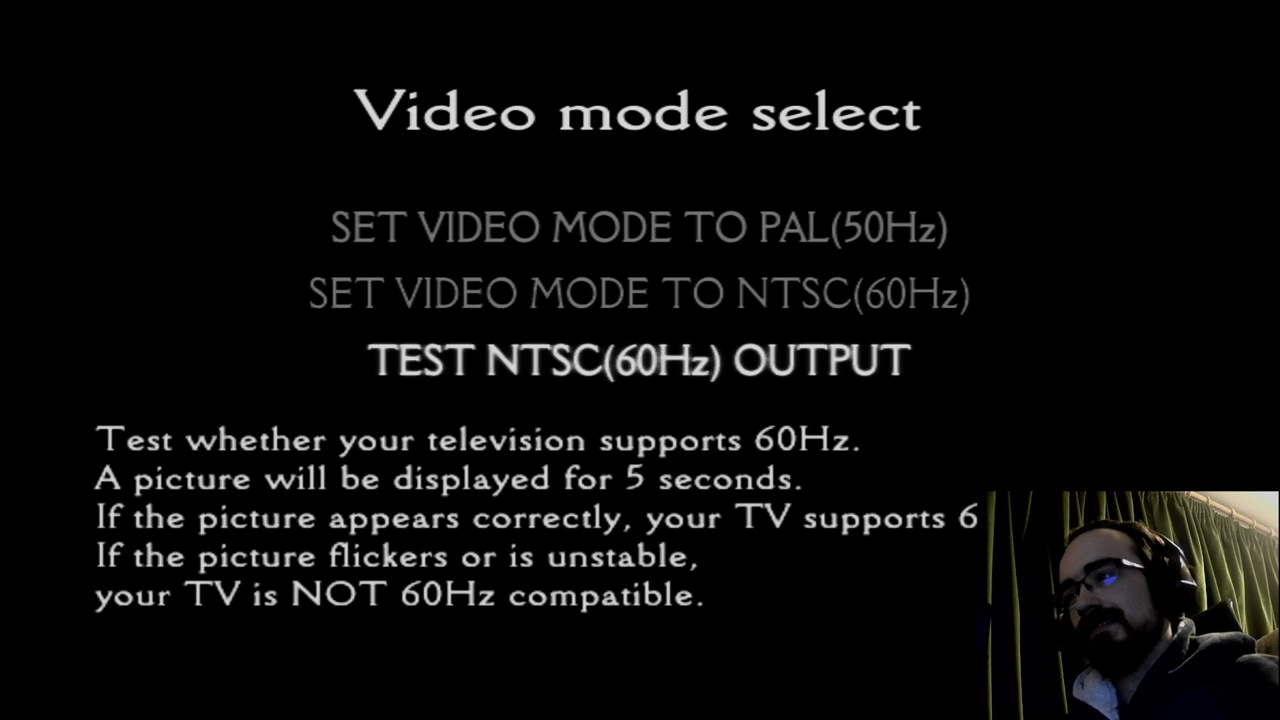 Video mode select
SET VIDEO MODE TO PAL(50Hz)
SET VIDEO MODE TO NTSC(60Hz)
TEST NTSC(60Hz) OUTPUT
Test whether your television supports 60Hz.
A picture will be displayed for 5 seconds.
If the picture appears correctly, your TV supports 6
If the picture flickers or is unstable,
your TV is NOT 60Hz compatible.